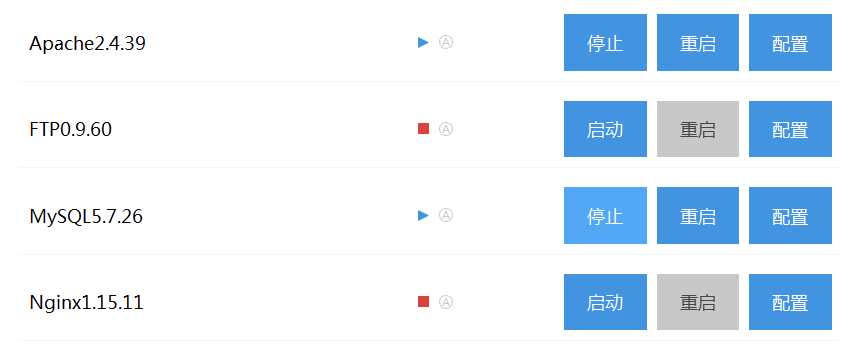 Apache2.4.39 Ⓐ 停止 重启 配置
FTP0.9.60 Ⓐ 启动 重启 配置
MySQL5.7.26 Ⓐ 停止 重启 配置
Nginx1.15.11 Ⓐ 启动 重启 配置